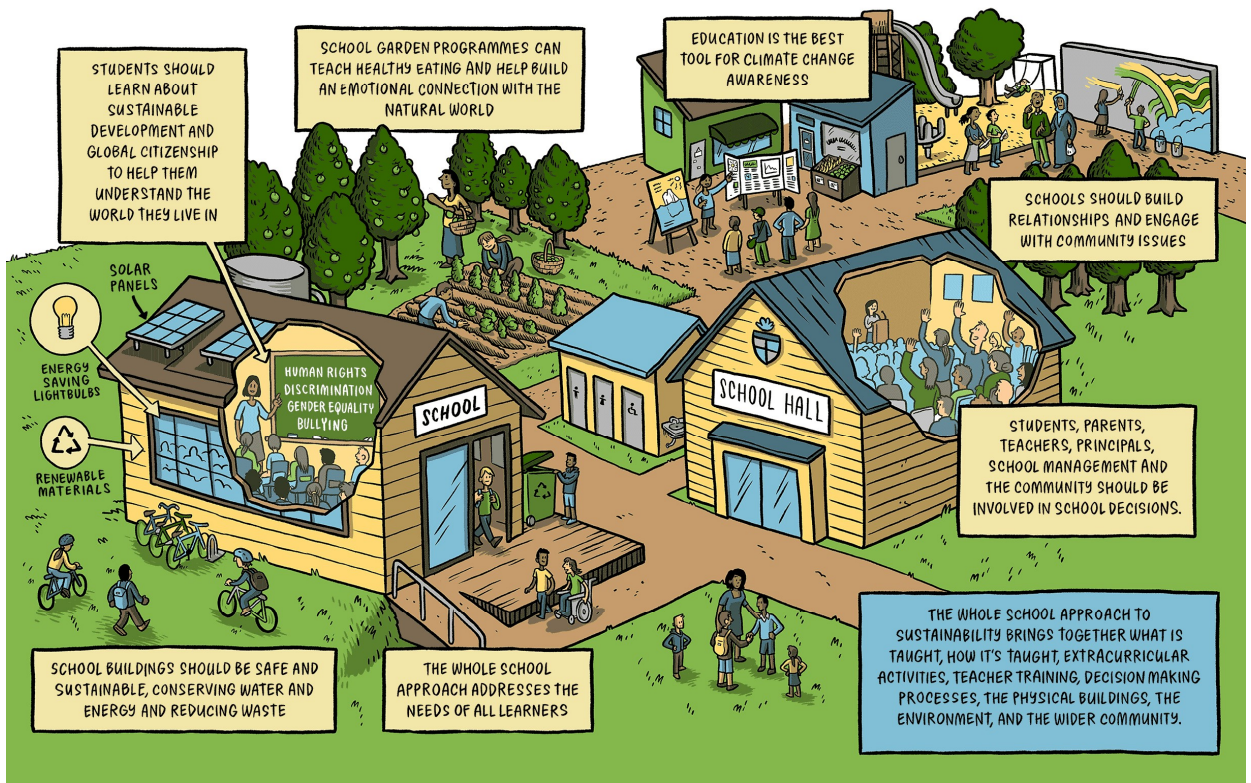 STUDENTS SHOULD
LEARN ABOUT
SUSTAINABLE
DEVELOPMENT AND
GLOBAL CITIZENSHIP
TO HELP THEM
UNDERSTAND THE
WORLD THEY LIVE IN
SCHOOL GARDEN PROGRAMMES CAN
TEACH HEALTHY EATING AND HELP BUILD
AN EMOTIONAL CONNECTION WITH THE
NATURAL WORLD
EDUCATION IS THE BEST
TOOL FOR CLIMATE CHANGE
AWARENESS
SCHOOLS SHOULD BUILD
RELATIONSHIPS AND ENGAGE
WITH COMMUNITY ISSUES
SOLAR
PANELS
ENERGY
SAVING
LIGHTBULBS
RENEWABLE
MATERIALS
HUMAN RIGHTS
DISCRIMINATION
GENDER EQUALITY
BULLYING
SCHOOL
SCHOOL HALL
STUDENTS, PARENTS,
TEACHERS, PRINCIPALS,
SCHOOL MANAGEMENT AND
THE COMMUNITY SHOULD BE
INVOLVED IN SCHOOL DECISIONS.
SCHOOL BUILDINGS SHOULD BE SAFE AND
SUSTAINABLE, CONSERVING WATER AND
ENERGY AND REDUCING WASTE
THE WHOLE SCHOOL
APPROACH ADDRESSES THE
NEEDS OF ALL LEARNERS
THE WHOLE SCHOOL APPROACH TO
SUSTAINABILITY BRINGS TOGETHER WHAT IS
TAUGHT, HOW IT'S TAUGHT, EXTRACURRICULAR
ACTIVITIES, TEACHER TRAINING, DECISION MAKING
PROCESSES, THE PHYSICAL BUILDINGS, THE
ENVIRONMENT, AND THE WIDER COMMUNITY.